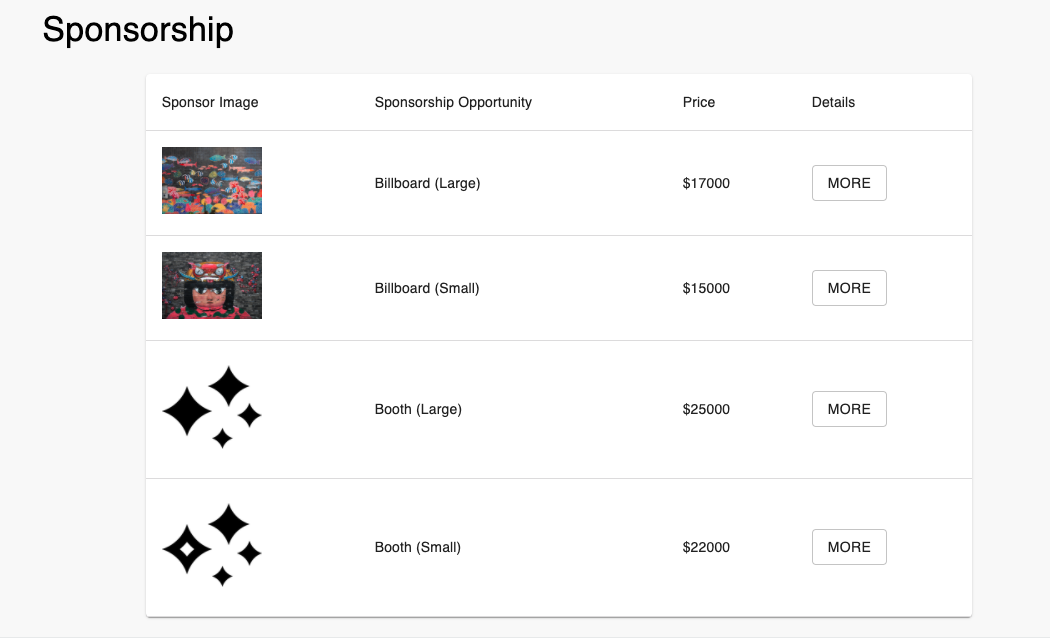 Sponsorship
Sponsor Image Sponsorship Opportunity Price Details
Billboard (Large) $17000 MORE
Billboard (Small) $15000 MORE
Booth (Large) $25000 MORE
Booth (Small) $22000 MORE